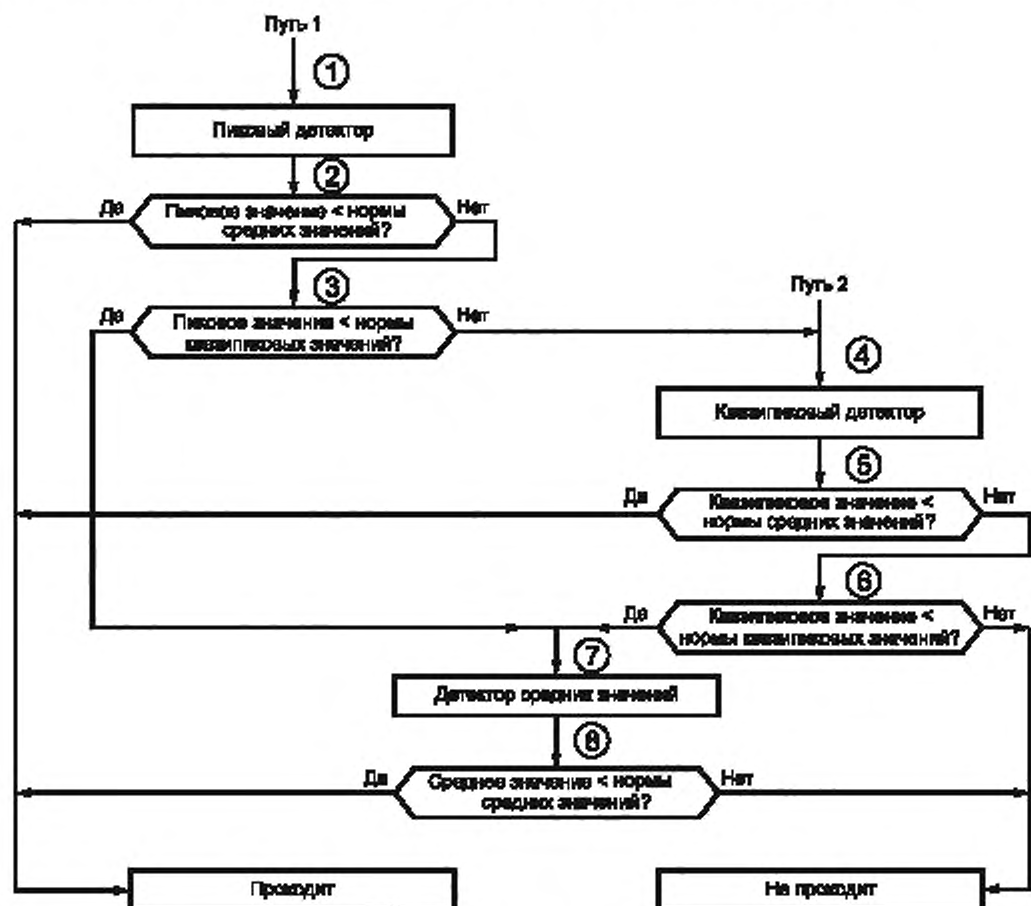 Путь 1
1
Пиковый детектор
2
Да
Пиковое значение < нормы
средних значений?
Нет
3
Путь 2
Да
Пиковое значение < нормы
квазипиковых значений?
Нет
4
Квазипиковый детектор
5
Да
Квазипиковое значение <
нормы средних значений?
Нет
6
Да
Квазипиковое значение <
нормы квазипиковых значений?
Нет
7
Детектор средних значений
8
Да
Среднее значение < нормы
средних значений?
Нет
Проходит
Не проходит